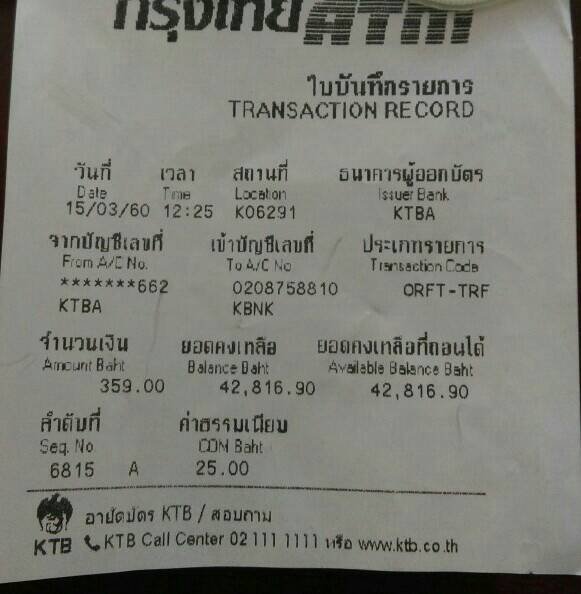 กรุงไทย ATM
ใบบันทึกรายการ
TRANSACTION RECORD
วันที่ เวลา สถานที่ ธนาคารผู้ออกบัตร
Date Time Location Issuer Bank
15/03/60 12:25 K06291 KTBA
จากบัญชีเลขที่ เข้าบัญชีเลขที่ ประเภทรายการ
From A/C No. To A/C No Transaction Code
*******662 0208758810 ORFT-TRF
KTBA KBNK
จำนวนเงิน ยอดคงเหลือ ยอดคงเหลือที่ถอนได้
Amount Baht Balance Baht Available Balance Baht
359.00 42,816.90 42,816.90
ลำดับที่ ค่าธรรมเนียม
Seq. No CON Baht
6815 A 25.00
อายัดบัตร KTB / สอบถาม
KTB KTB Call Center 02 111 1111 หรือ www.ktb.co.th